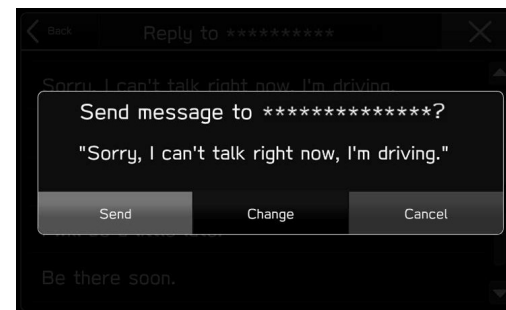 Back
Reply to **********
Sorry, I can't talk right now, I'm driving.
Send message to **************?
"Sorry, I can't talk right now, I'm driving."
Send
Change
Cancel
Be there soon.